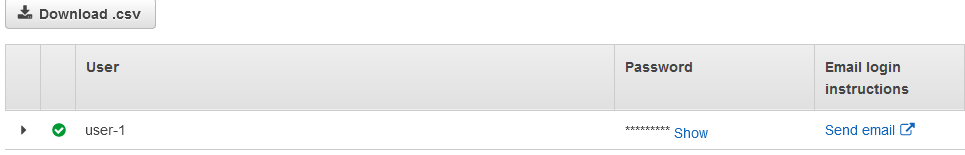 Download .csv
User Password Email login
instructions
user-1 ********* Show Send email